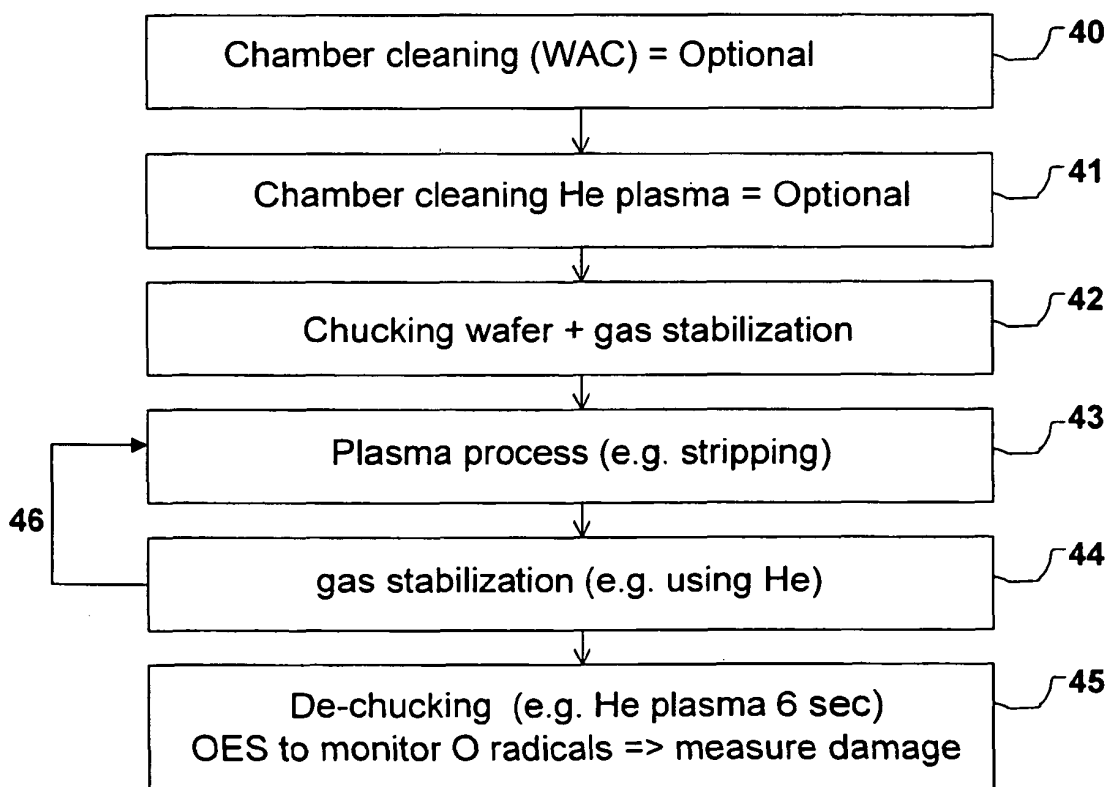 Chamber cleaning (WAC) = Optional
40
Chamber cleaning He plasma = Optional
41
Chucking wafer + gas stabilization
42
Plasma process (e.g. stripping)
43
46
gas stabilization (e.g. using He)
44
De-chucking (e.g. He plasma 6 sec)
OES to monitor O radicals => measure damage
45